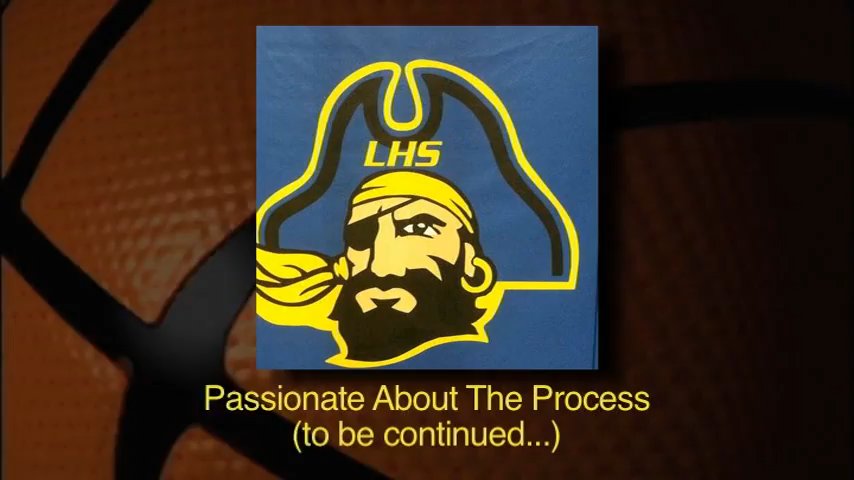 LHS
Passionate About The Process
(to be continued...)